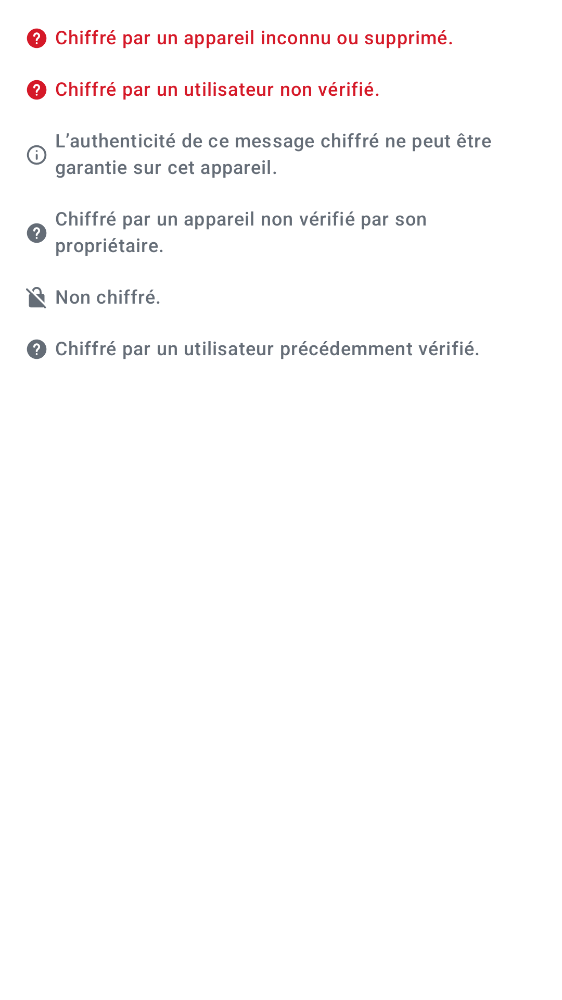 Chiffré par un appareil inconnu ou supprimé.
Chiffré par un utilisateur non vérifié.
L’authenticité de ce message chiffré ne peut être
garantie sur cet appareil.
Chiffré par un appareil non vérifié par son
propriétaire.
Non chiffré.
Chiffré par un utilisateur précédemment vérifié.